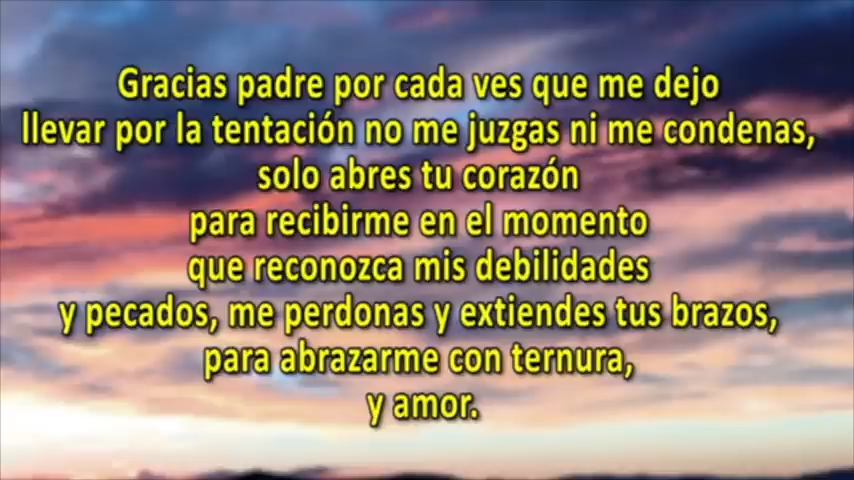 Gracias padre por cada ves que me dejo
llevar por la tentación no me juzgas ni me condenas,
solo abres tu corazón
para recibirme en el momento
que reconozca mis debilidades
y pecados, me perdonas y extiendes tus brazos,
para abrazarme con ternura,
y amor.